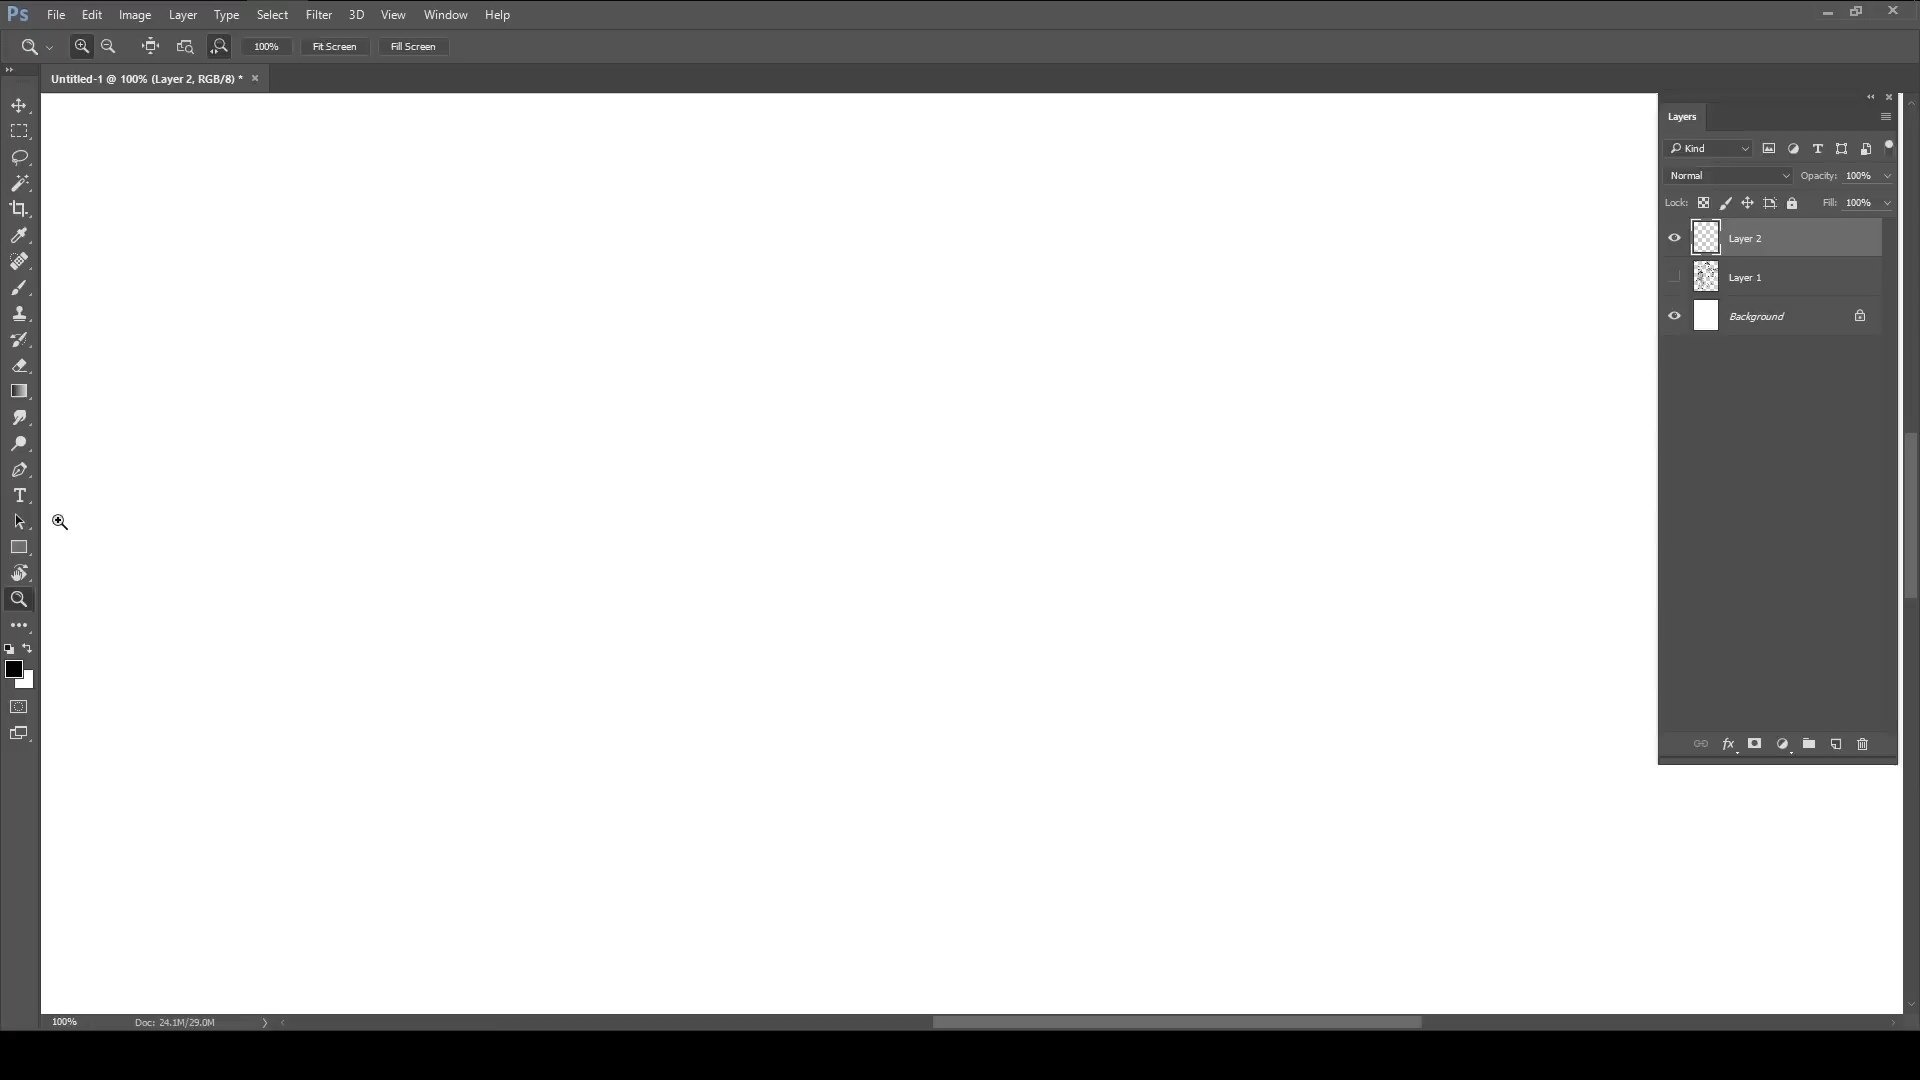 Ps File Edit Image Layer Type Select Filter 3D View Window Help
100% Fit Screen Fill Screen
Untitled-1 @ 100% (Layer 2, RGB/8) *
Layers
Kind
Normal Opacity: 100%
Lock: Fill: 100%
Layer 2
Layer 1
Background
fx
100% Doc: 24.1M/29.0M